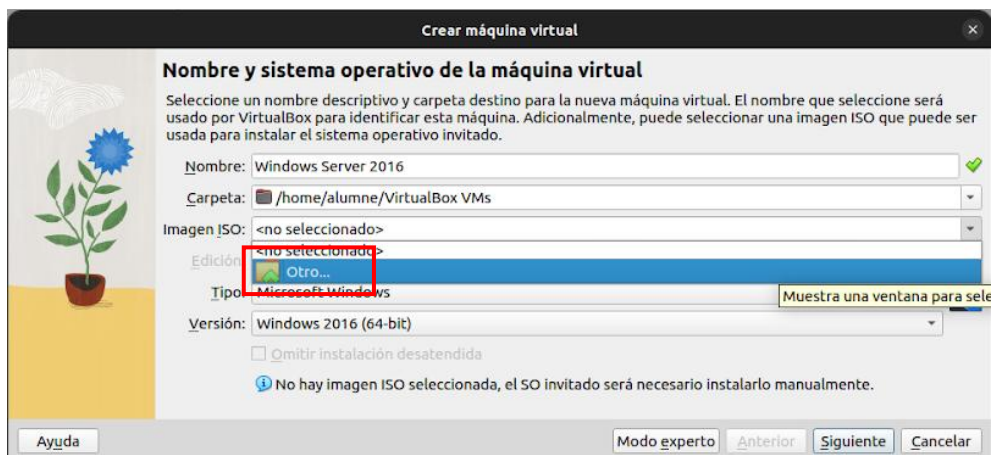 Crear máquina virtual
Nombre y sistema operativo de la máquina virtual
Seleccione un nombre descriptivo y carpeta destino para la nueva máquina virtual. El nombre que seleccione será
usado por VirtualBox para identificar esta máquina. Adicionalmente, puede seleccionar una imagen ISO que puede ser
usada para instalar el sistema operativo invitado.
Nombre: Windows Server 2016
Carpeta: /home/alumne/VirtualBox VMs
Imagen ISO: <no seleccionado>
<no seleccionado>
Edición
Otro...
Tipo Microsoft Windows
Muestra una ventana para sele
Versión: Windows 2016 (64-bit)
Omitir instalación desatendida
No hay imagen ISO seleccionada, el SO invitado será necesario instalarlo manualmente.
Ayuda Modo experto Anterior Siguiente Cancelar